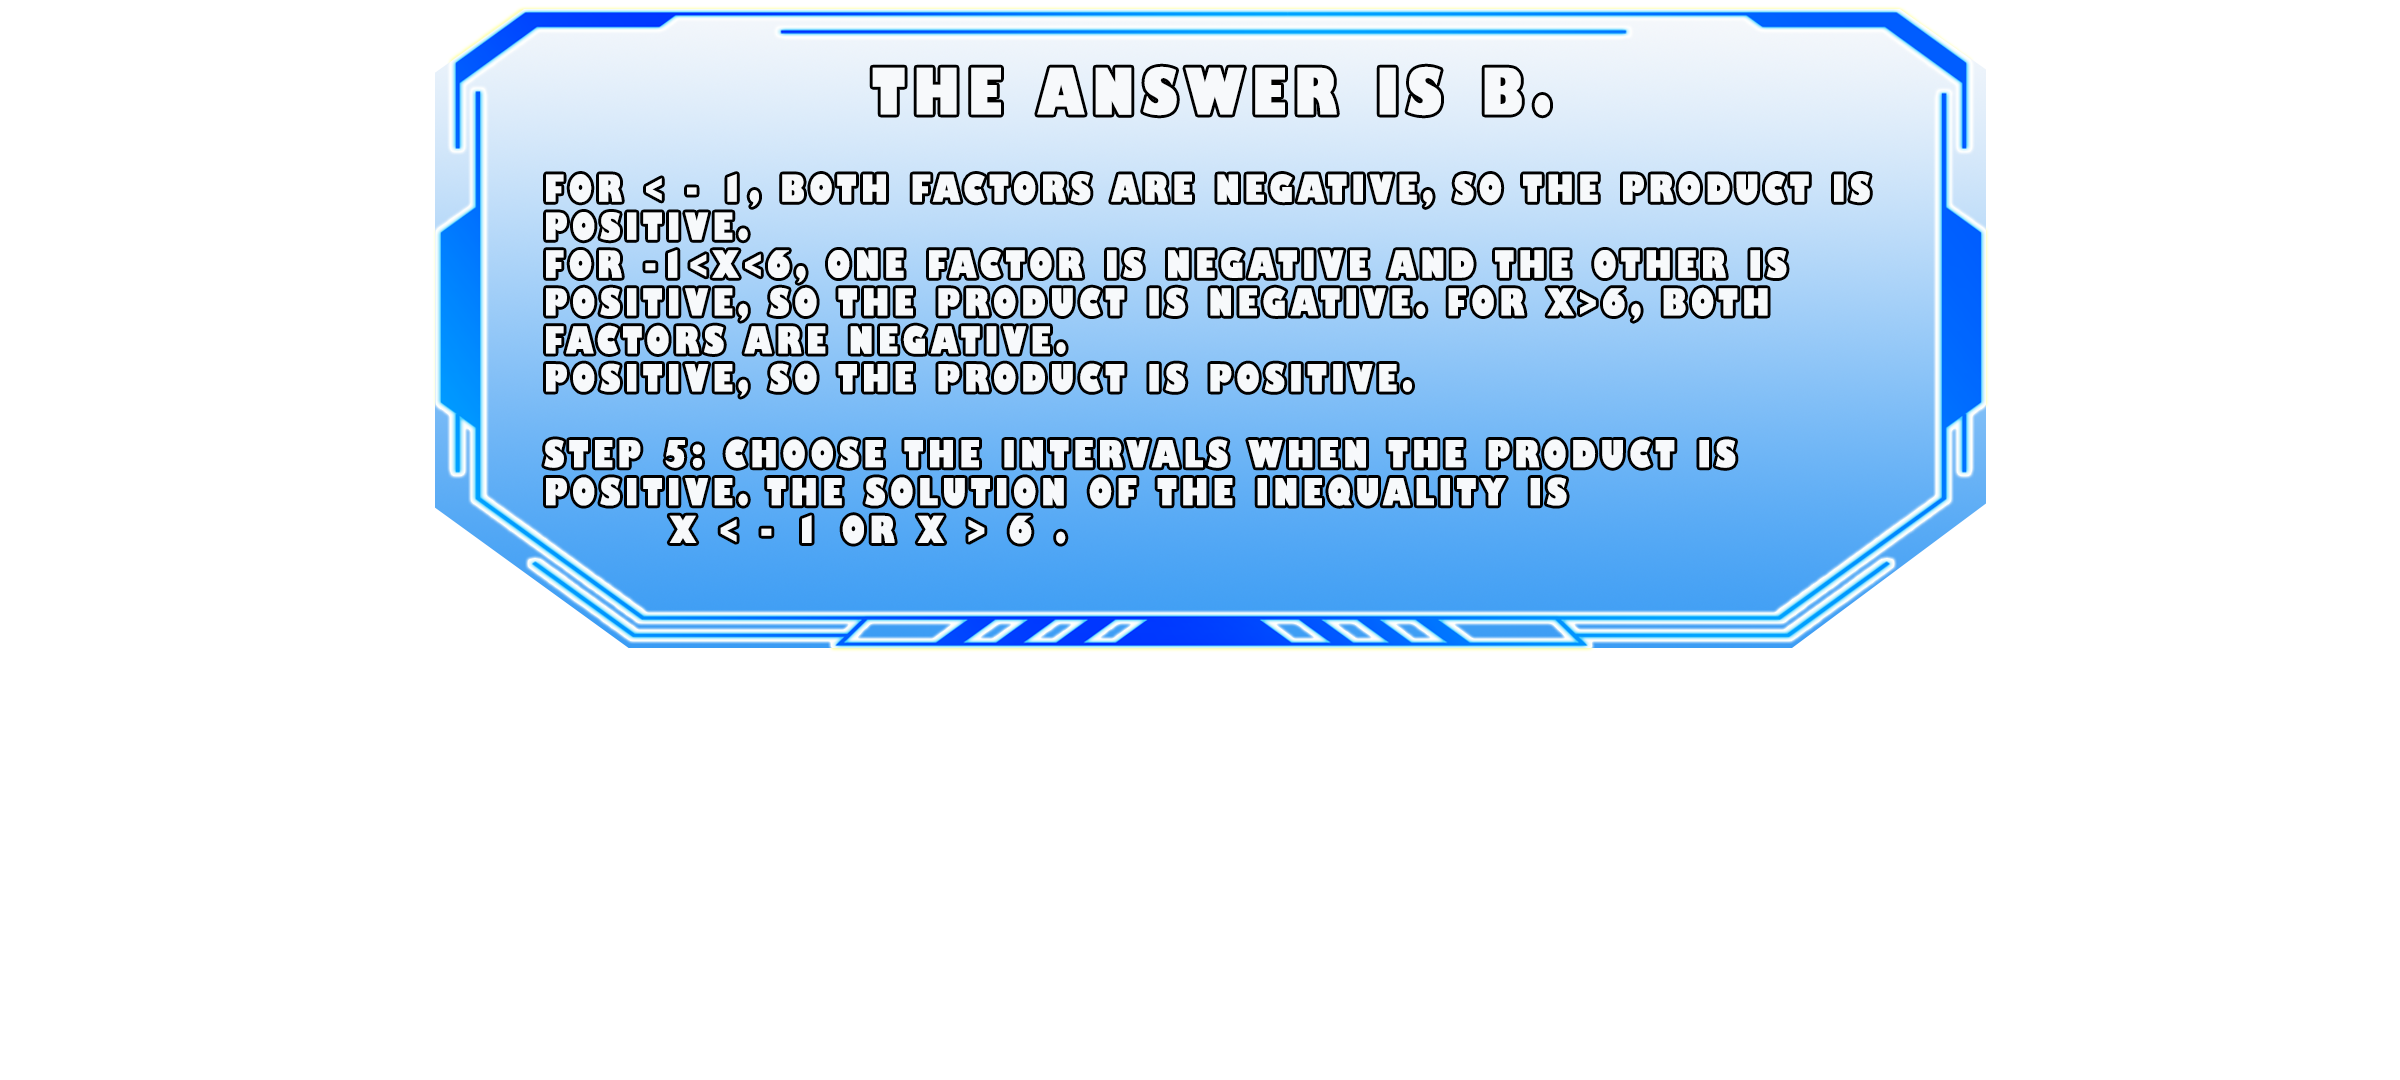 THE ANSWER IS B.
FOR < - 1, BOTH FACTORS ARE NEGATIVE, SO THE PRODUCT IS
POSITIVE.
FOR -1<X<6, ONE FACTOR IS NEGATIVE AND THE OTHER IS
POSITIVE, SO THE PRODUCT IS NEGATIVE. FOR X>6, BOTH
FACTORS ARE NEGATIVE.
POSITIVE, SO THE PRODUCT IS POSITIVE.
STEP 5: CHOOSE THE INTERVALS WHEN THE PRODUCT IS
POSITIVE. THE SOLUTION OF THE INEQUALITY IS
X < - 1 OR X > 6 .